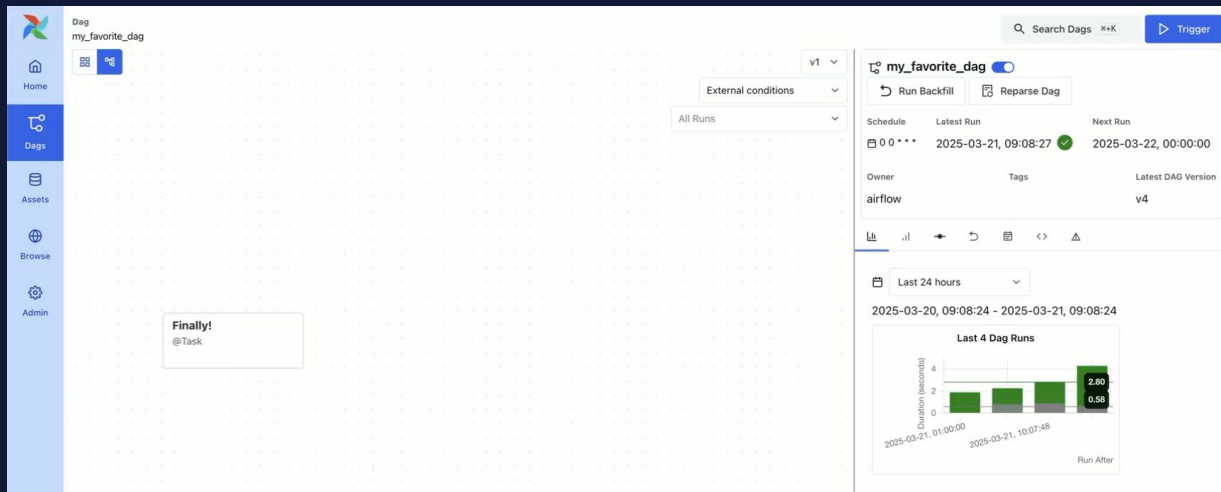 Dag
my_favorite_dag
Search Dags ⌘+K
Trigger
Home
Dags
Assets
Browse
Admin
v1
External conditions
All Runs
Finally!
@Task
my_favorite_dag
Run Backfill
Reparse Dag
Schedule Latest Run Next Run
0 0 * * * 2025-03-21, 09:08:27 2025-03-22, 00:00:00
Owner Tags Latest DAG Version
airflow v4
Last 24 hours
2025-03-20, 09:08:24 - 2025-03-21, 09:08:24
Last 4 Dag Runs
Duration (seconds)
4
2
0
2.80
0.58
2025-03-21, 01:00:00
2025-03-21, 10:07:48
Run After